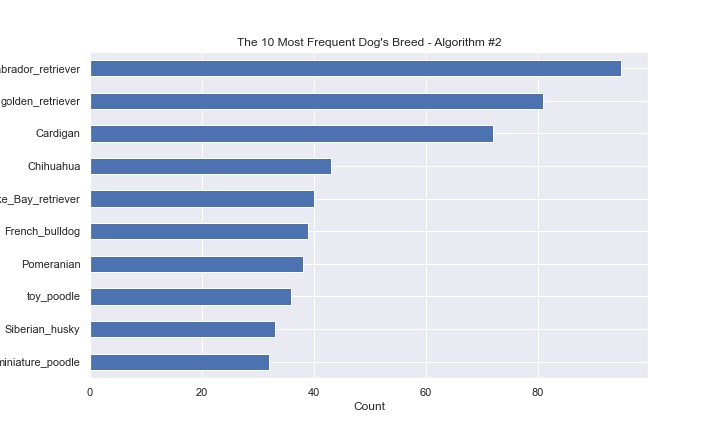 The 10 Most Frequent Dog's Breed - Algorithm #2
brador_retriever
golden_retriever
Cardigan
Chihuahua
ke_Bay_retriever
French_bulldog
Pomeranian
toy_poodle
Siberian_husky
miniature_poodle
0 20 40 60 80
Count